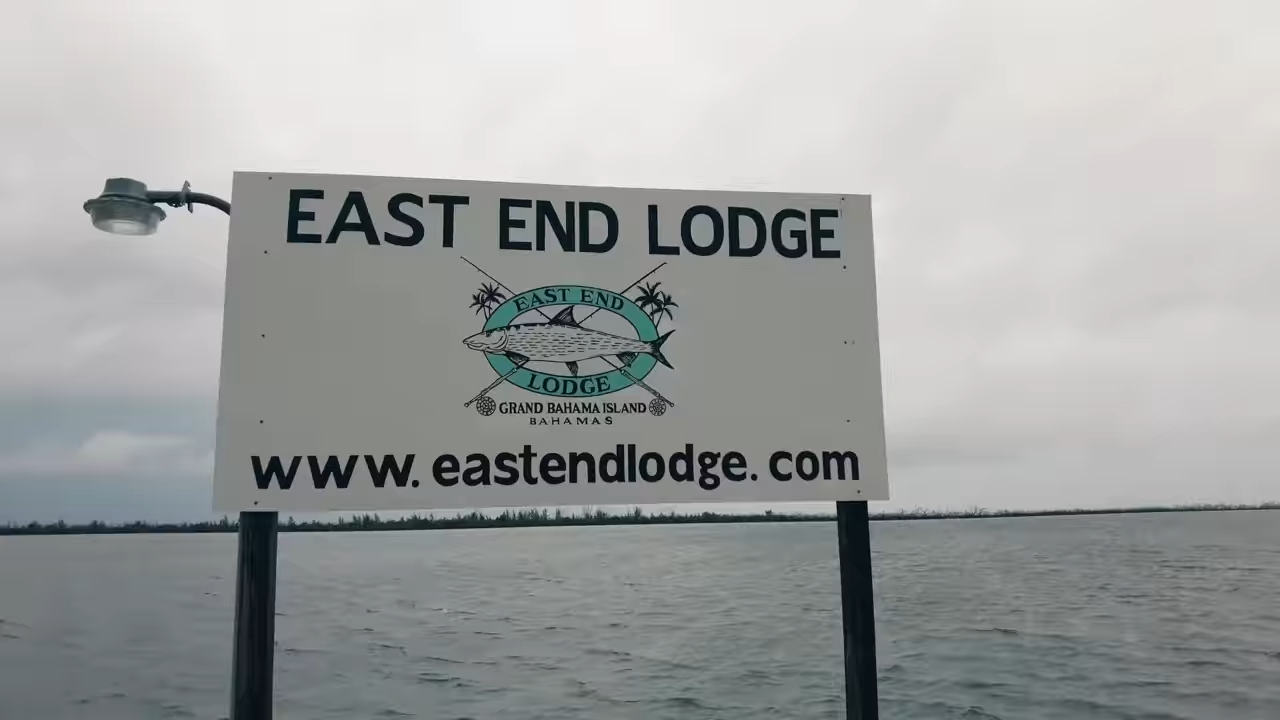 EAST END LODGE
EAST END
LODGE
GRAND BAHAMA ISLAND
BAHAMAS
www.eastendlodge.com